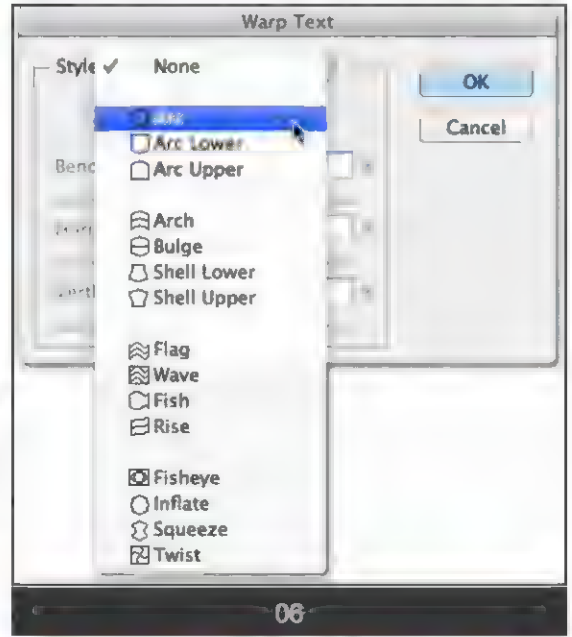 Warp Text
Style ✓ None
OK
Arc
Cancel
Arc Lower
Arc Upper
Arch
Bulge
Shell Lower
Shell Upper
Flag
Wave
Fish
Rise
Fisheye
Inflate
Squeeze
Twist
06